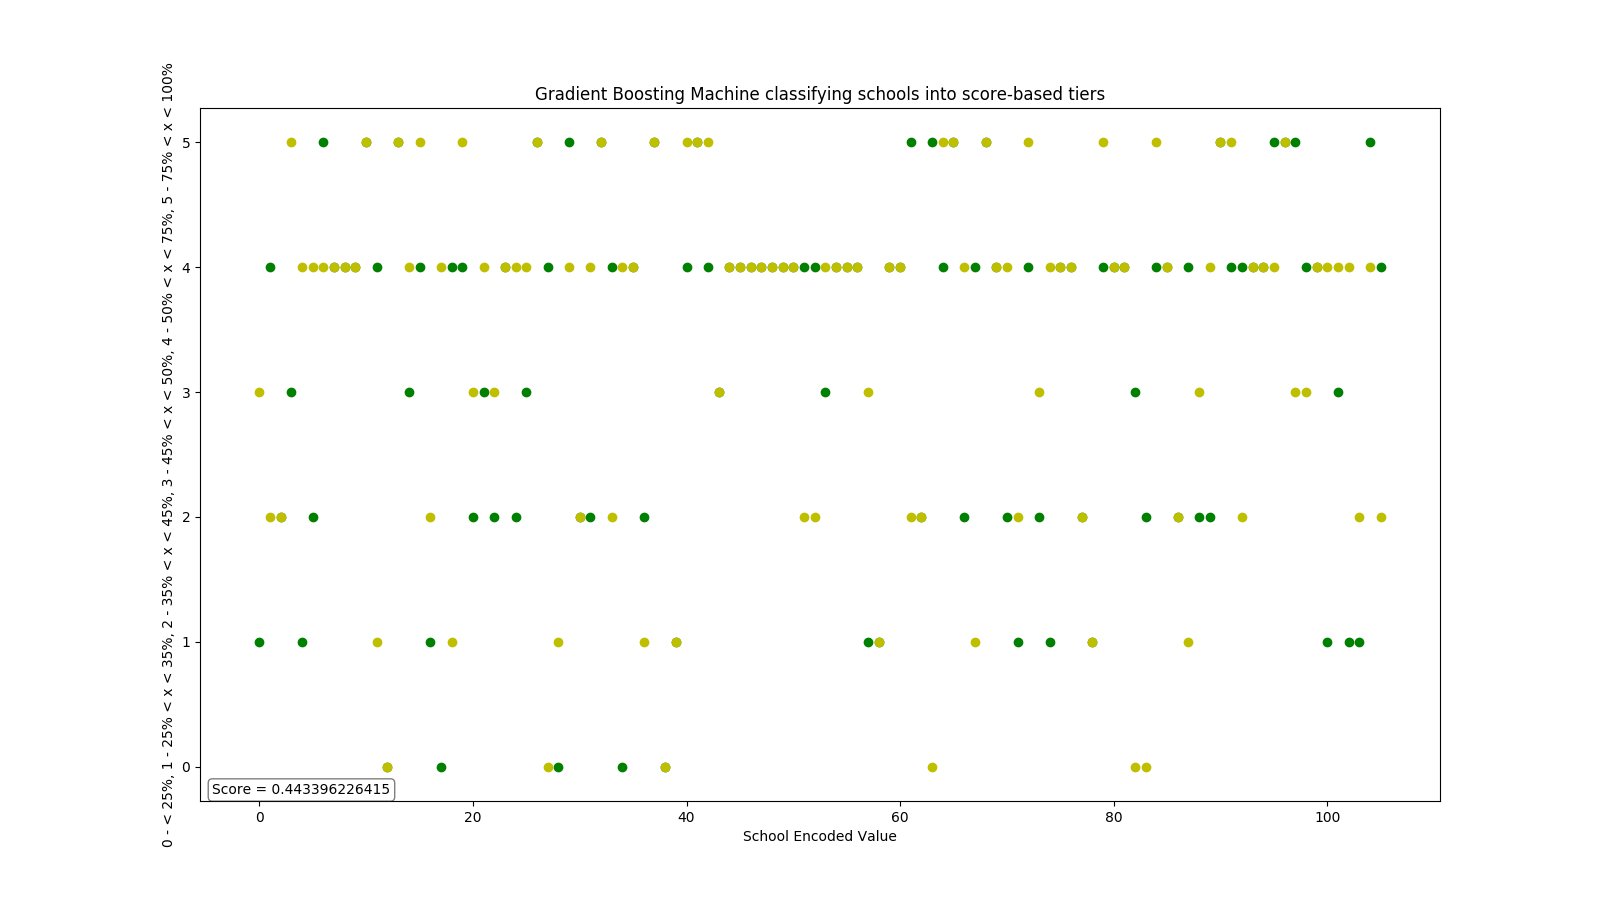 Gradient Boosting Machine classifying schools into score-based tiers
0 - < 25%, 1 - 25% < x < 35%, 2 - 35% < x < 45%, 3 - 45% < x < 50%, 4 - 50% < x < 75%, 5 - 75% < x < 100%
5
4
3
2
1
0
Score = 0.443396226415
0 20 40 60 80 100
School Encoded Value